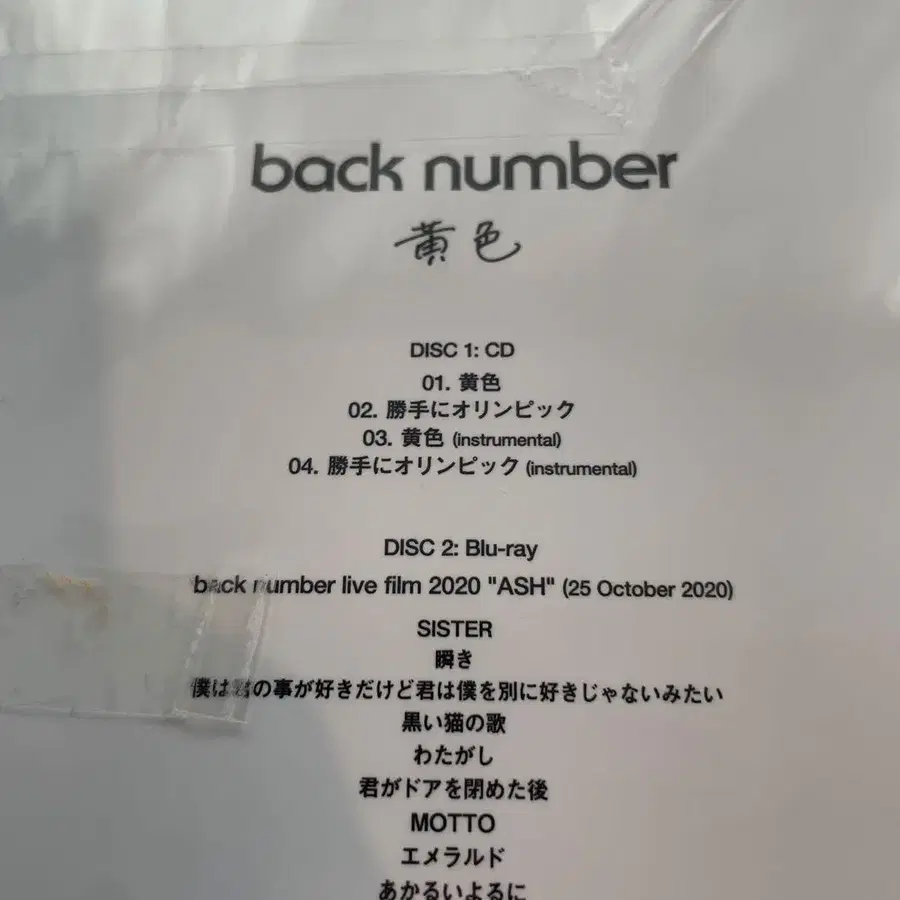 back number
黄色
DISC 1: CD
01. 黄色
02. 勝手にオリンピック
03. 黄色 (instrumental)
04. 勝手にオリンピック (instrumental)
DISC 2: Blu-ray
back number live film 2020 "ASH" (25 October 2020)
SISTER
瞬き
僕は君の事が好きだけど君は僕を別に好きじゃないみたい
黒い猫の歌
わたがし
君がドアを閉めた後
MOTTO
エメラルド
あかるいよるに